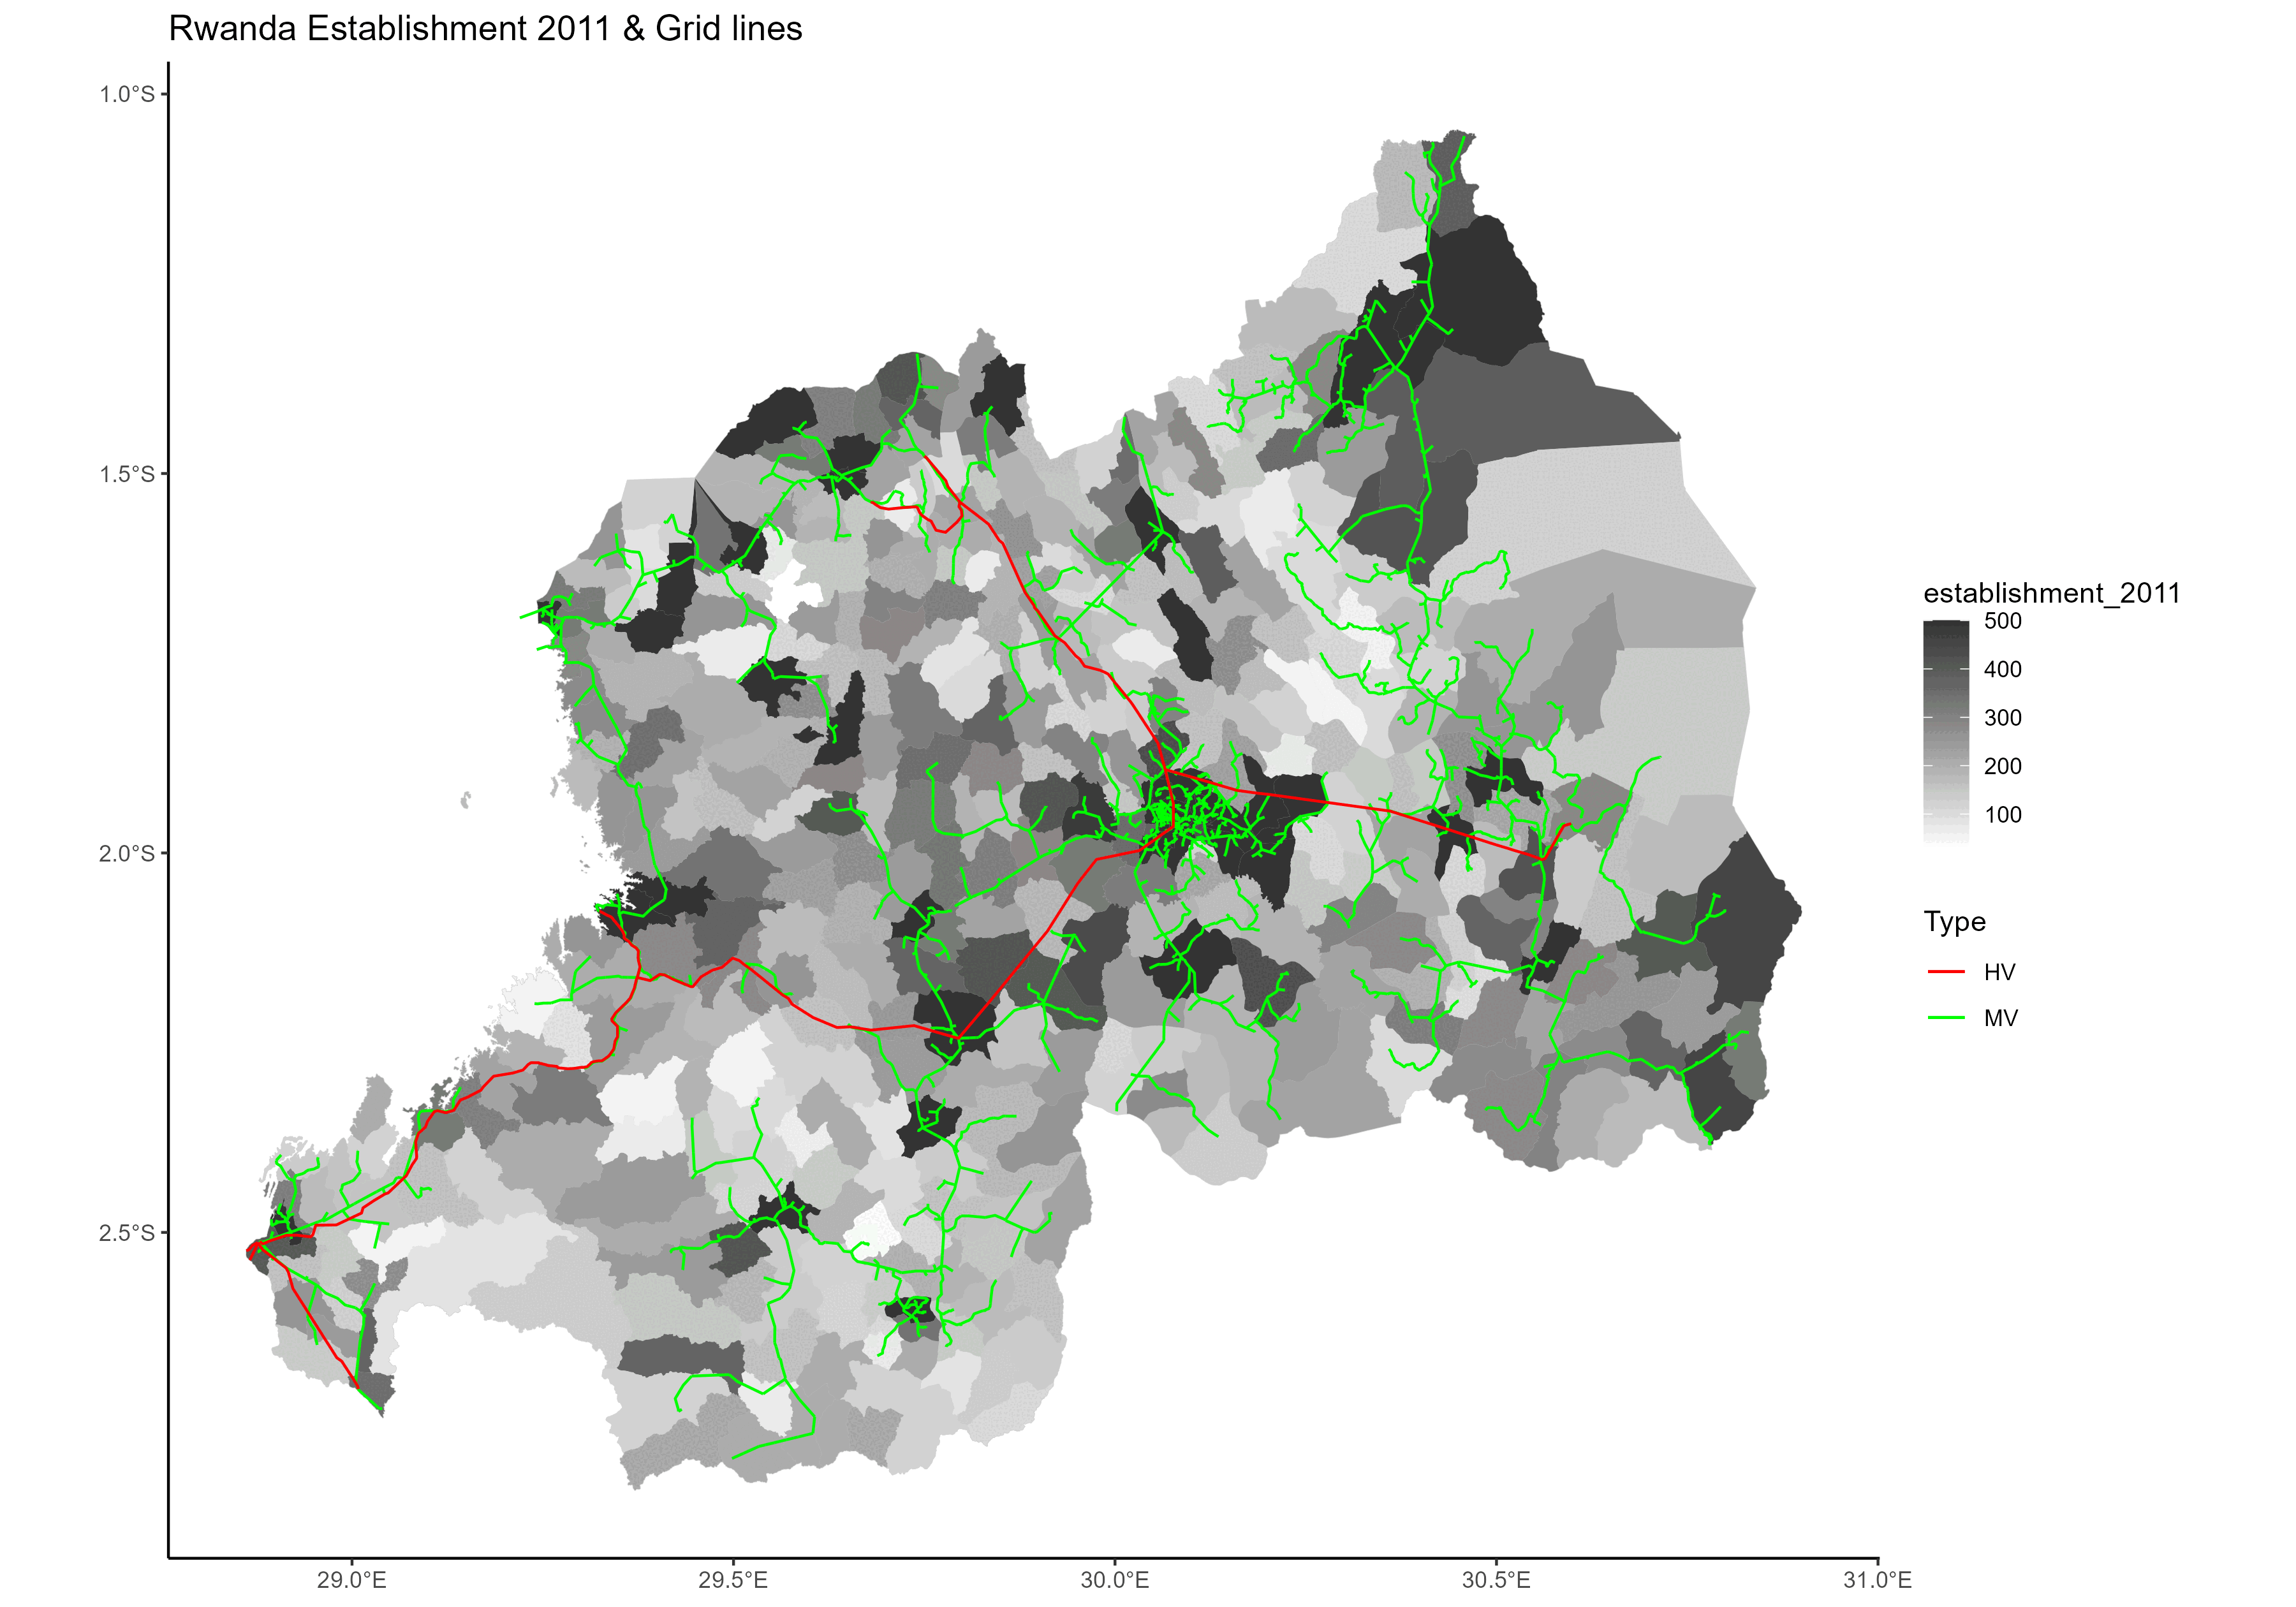 Rwanda Establishment 2011 & Grid lines
1.0°S
1.5°S
2.0°S
2.5°S
29.0°E
29.5°E
30.0°E
30.5°E
31.0°E
establishment_2011
500
400
300
200
100
Type
HV
MV